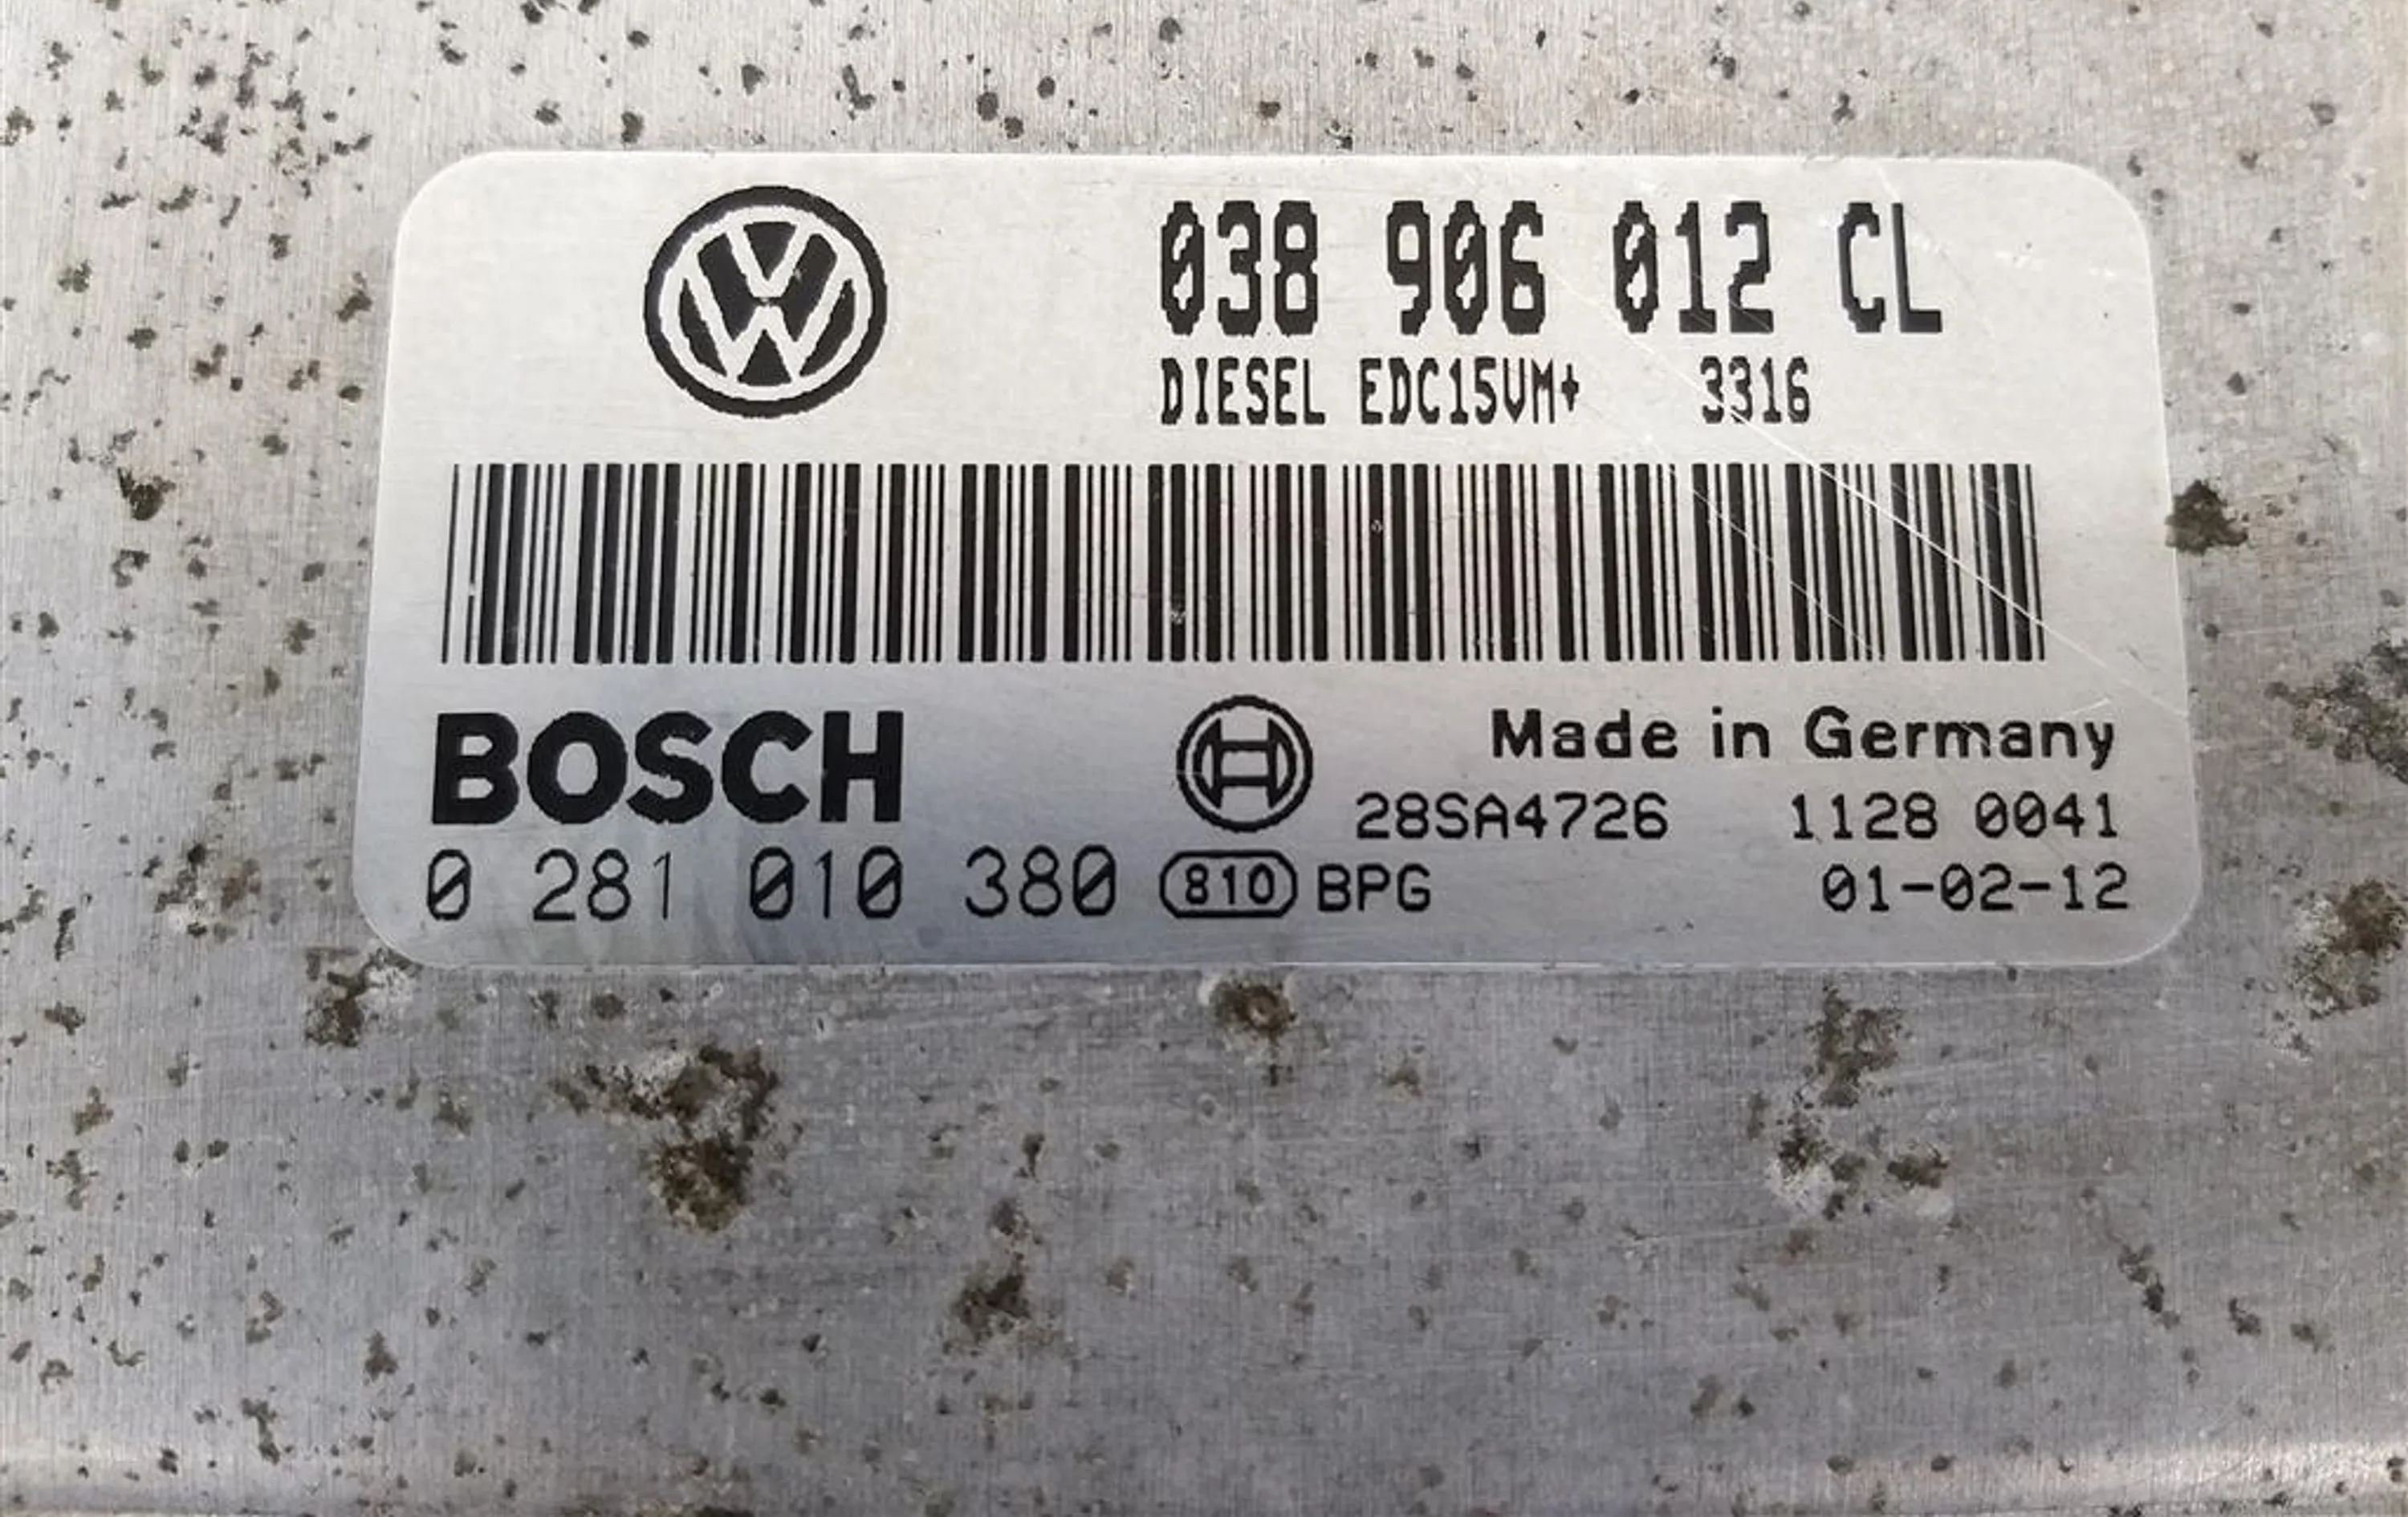 038 906 012 CL
DIESEL EDC15VM+ 3316
BOSCH
Made in Germany
28SA4726 1128 0041
0 281 010 380 810 BPG 01-02-12